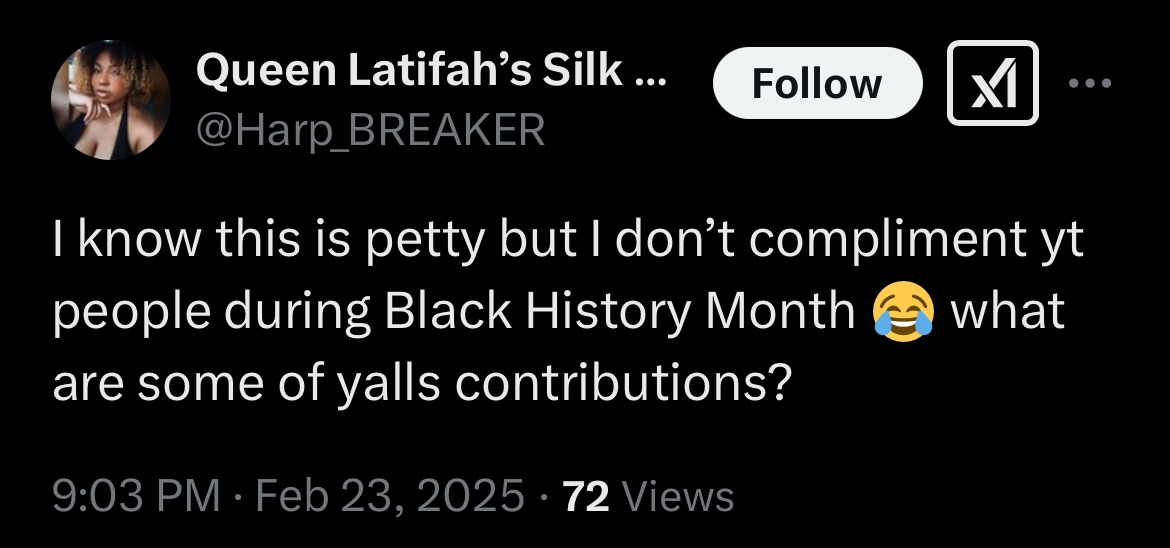 Queen Latifah’s Silk ...
Follow
@Harp_BREAKER
I know this is petty but I don’t compliment yt
people during Black History Month 😂 what
are some of yalls contributions?
9:03 PM · Feb 23, 2025 · 72 Views